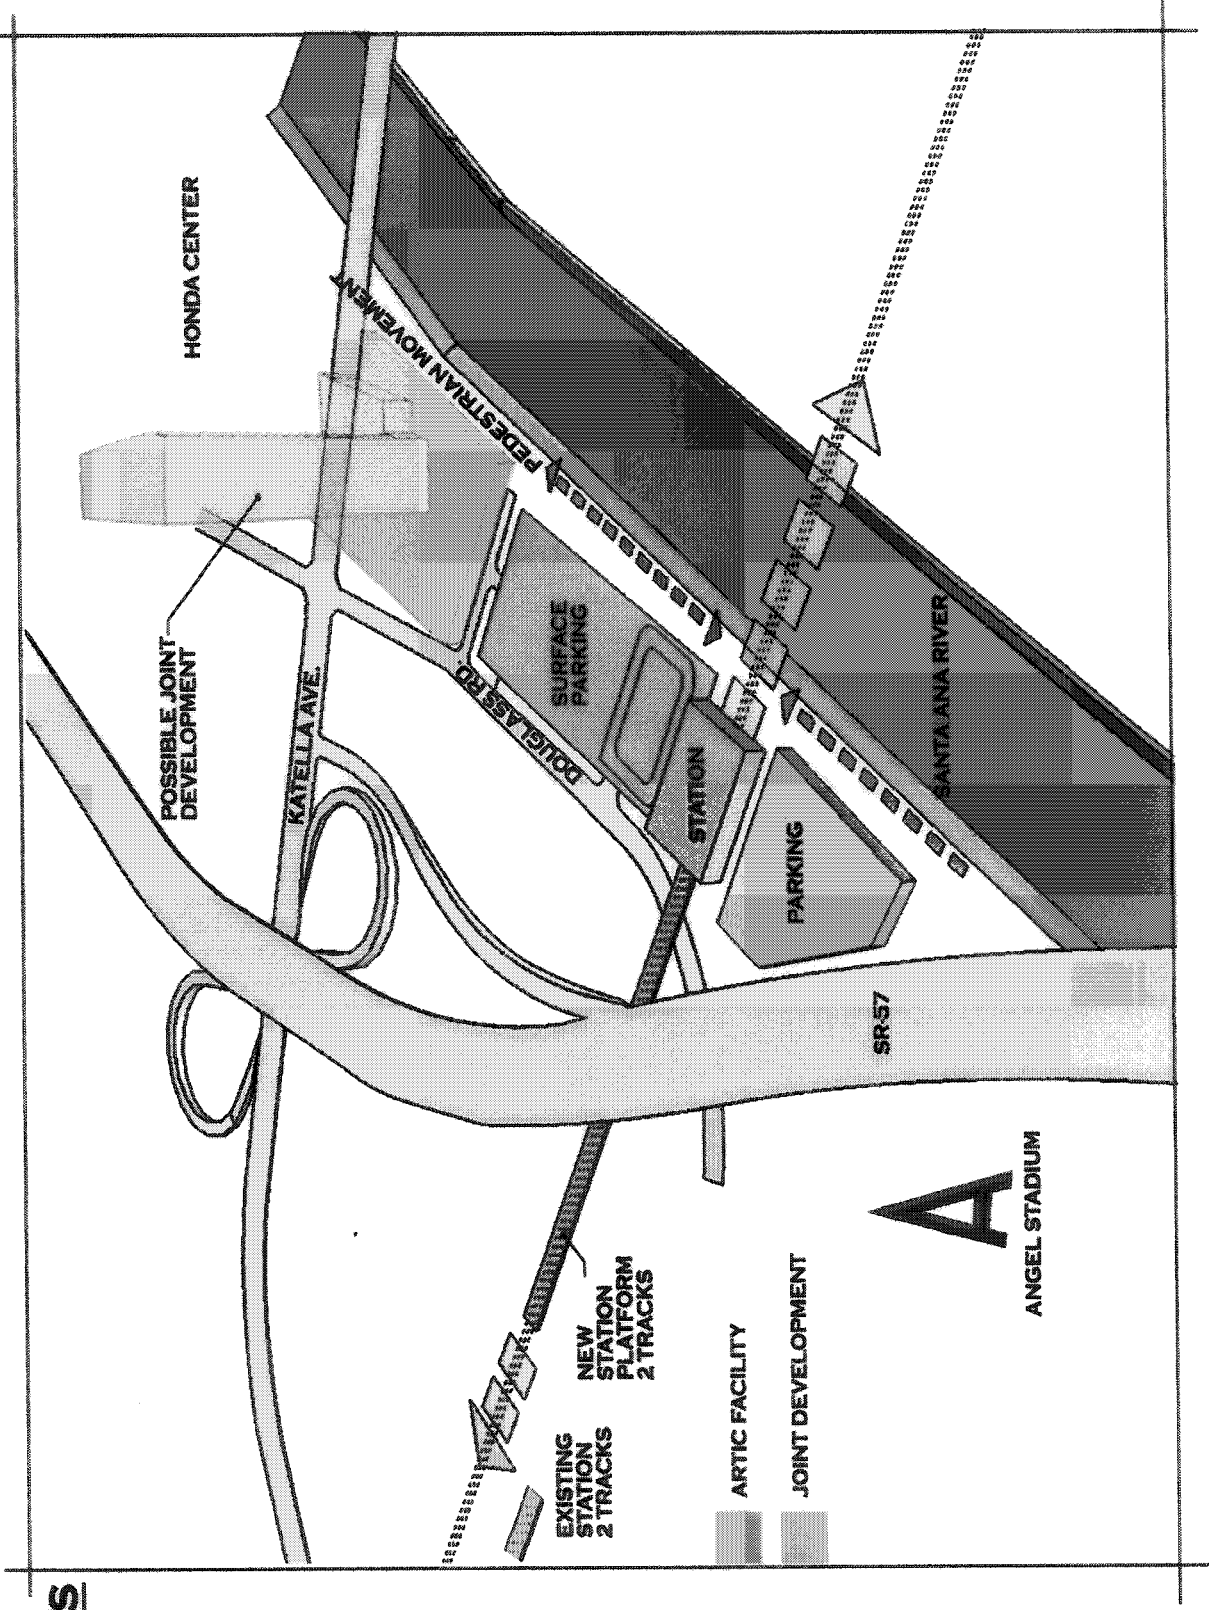 HONDA CENTER
PEDESTRIAN MOVEMENT
POSSIBLE JOINT
DEVELOPMENT
KATELLA AVE.
DOUGLASS RD.
SURFACE
PARKING
STATION
PARKING
SANTA ANA RIVER
SR-57
A
ANGEL STADIUM
NEW
STATION
PLATFORM
2 TRACKS
EXISTING
STATION
2 TRACKS
ARTIC FACILITY
JOINT DEVELOPMENT
S